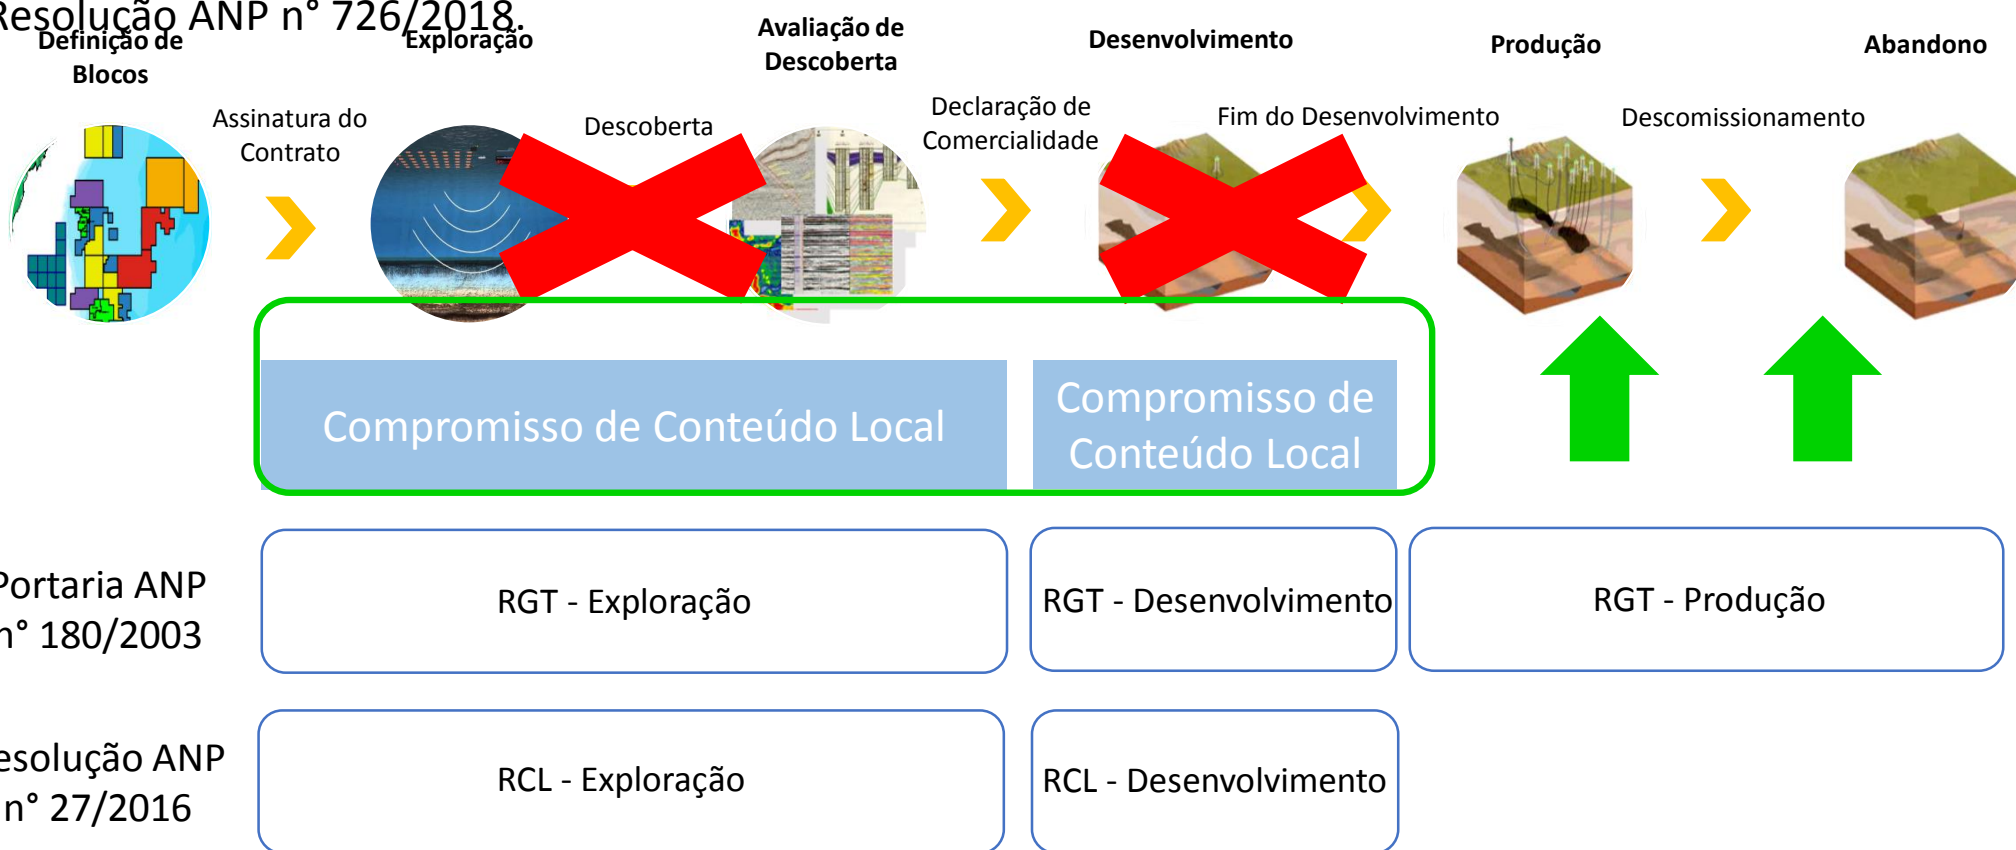 Resolução ANP n° 726/2018.
Definição de
Blocos
Exploração
Avaliação de
Descoberta
Desenvolvimento
Produção
Abandono
Assinatura do
Contrato
Descoberta
Declaração de
Comercialidade
Fim do Desenvolvimento
Descomissionamento
Compromisso de Conteúdo Local
Compromisso de
Conteúdo Local
Portaria ANP
n° 180/2003
RGT - Exploração
RGT - Desenvolvimento
RGT - Produção
esolução ANP
n° 27/2016
RCL - Exploração
RCL - Desenvolvimento